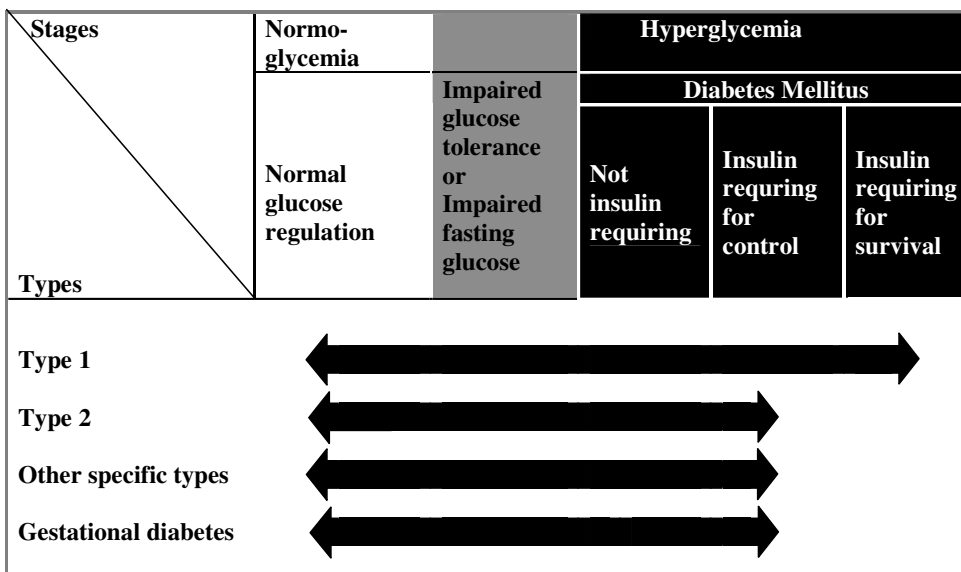 Stages
Normo-
glycemia
Hyperglycemia
Diabetes Mellitus
Normal
glucose
regulation
Impaired
glucose
tolerance
or
Impaired
fasting
glucose
Not
insulin
requiring
Insulin
requring
for
control
Insulin
requiring
for
survival
Types
Type 1
Type 2
Other specific types
Gestational diabetes